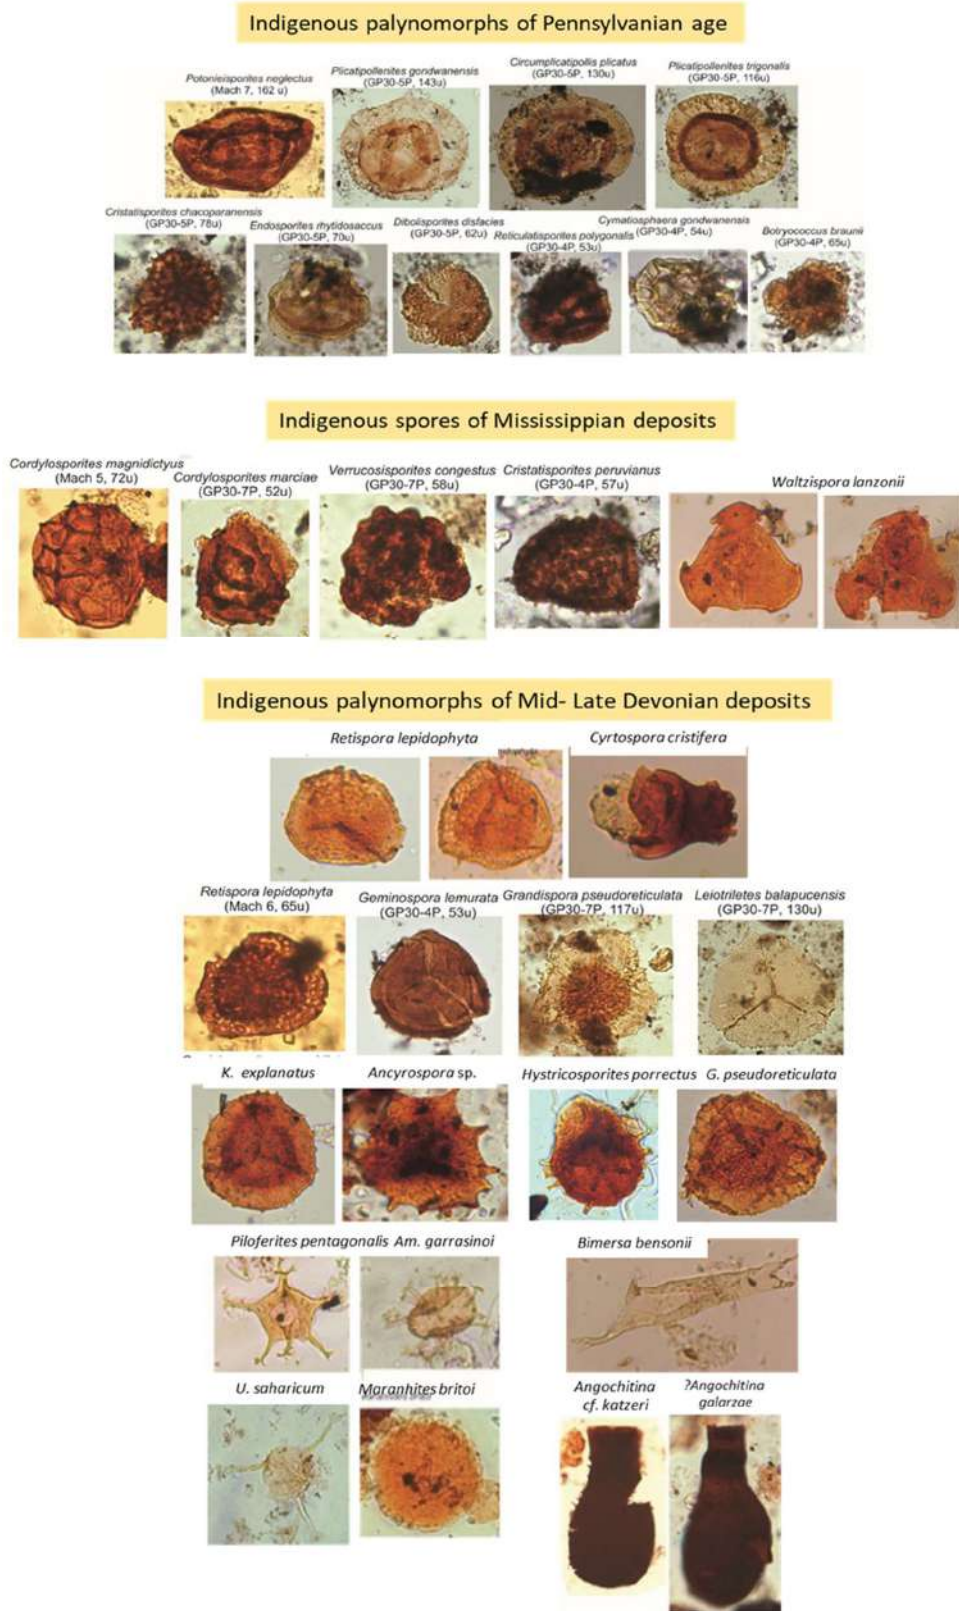 Indigenous palynomorphs of Pennsylvanian age
Potonieisporites neglectus
(Mach 7, 162 u)
Plicatipollenites gondwanensis
(GP30-5P, 143u)
Circumplicatipollis plicatus
(GP30-5P, 130u)
Plicatipollenites trigonalis
(GP30-5P, 116u)
Cristatisporites chacoparanensis
(GP30-5P, 78u)
Endosporites rhytidosaccus
(GP30-5P, 70u)
Dibolisporites disfacies
(GP30-5P, 62u)
Reticulatisporites polygonalis
(GP30-4P, 53u)
Cymatiosphaera gondwanensis
(GP30-4P, 54u)
Botryococcus braunii
(GP30-4P, 65u)
Indigenous spores of Mississippian deposits
Cordylosporites magnidictyus
(Mach 5, 72u)
Cordylosporites marciae
(GP30-7P, 52u)
Verrucosisporites congestus
(GP30-7P, 58u)
Cristatisporites peruvianus
(GP30-4P, 57u)
Waltzispora lanzonii
Indigenous palynomorphs of Mid- Late Devonian deposits
Retispora lepidophyta
Cyrtospora cristifera
Retispora lepidophyta
(Mach 6, 65u)
Geminospora lemurata
(GP30-4P, 53u)
Grandispora pseudoreticulata
(GP30-7P, 117u)
Leiotriletes balapucensis
(GP30-7P, 130u)
K. explanatus
Ancyrospora sp.
Hystricosporites porrectus
G. pseudoreticulata
Piloferites pentagonalis
Am. garrasinoi
Bimersa bensonii
U. saharicum
Maranhites britoi
Angochitina
cf. katzeri
?Angochitina
galarzae